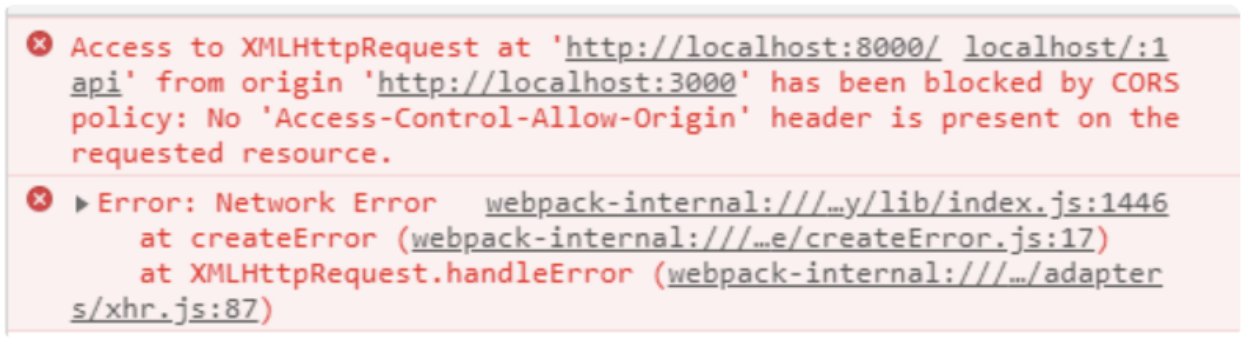 Access to XMLHttpRequest at 'http://localhost:8000/ localhost/:1
api' from origin 'http://localhost:3000' has been blocked by CORS
policy: No 'Access-Control-Allow-Origin' header is present on the
requested resource.
▶Error: Network Error webpack-internal:///…y/lib/index.js:1446
at createError (webpack-internal:///…e/createError.js:17)
at XMLHttpRequest.handleError (webpack-internal:///…/adapter
s/xhr.js:87)